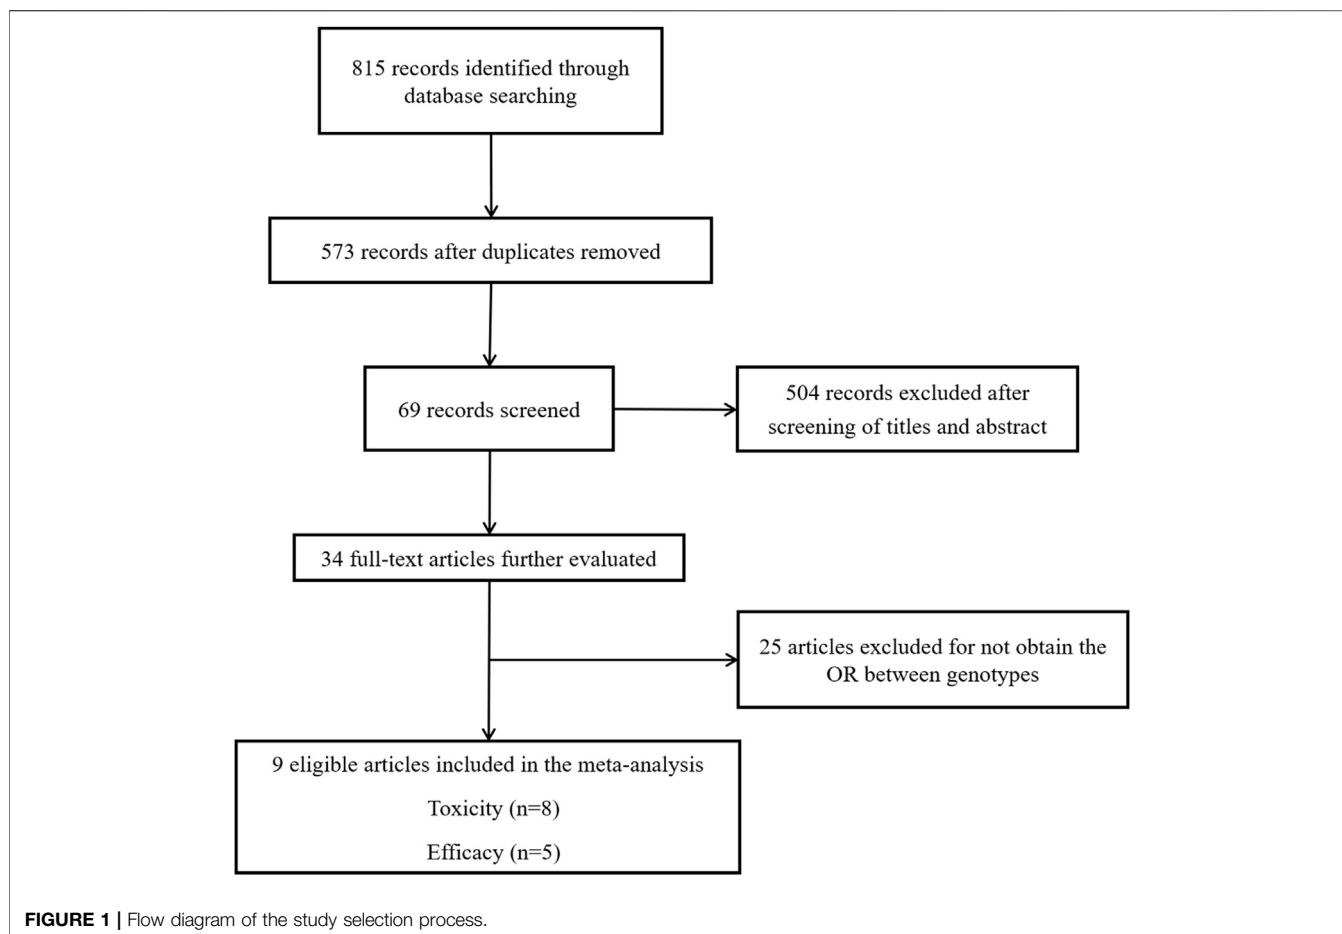 815 records identified through
database searching
573 records after duplicates removed
69 records screened
504 records excluded after
screening of titles and abstract
34 full-text articles further evaluated
25 articles excluded for not obtain the
OR between genotypes
9 eligible articles included in the meta-analysis
Toxicity (n=8)
Efficacy (n=5)
FIGURE 1 | Flow diagram of the study selection process.